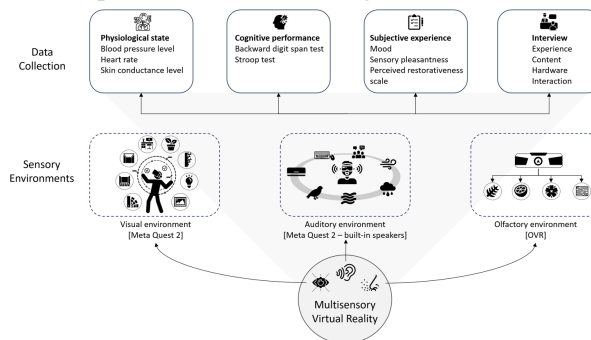 Data
Collection
Physiological state
Blood pressure level
Heart rate
Skin conductance level
Cognitive performance
Backward digit span test
Stroop test
Subjective experience
Mood
Sensory pleasantness
Perceived restorativeness
scale
Interview
Experience
Content
Hardware
Interaction
Sensory
Environments
Visual environment
[Meta Quest 2]
Auditory environment
[Meta Quest 2 – built-in speakers]
Olfactory environment
[OVR]
Multisensory
Virtual Reality